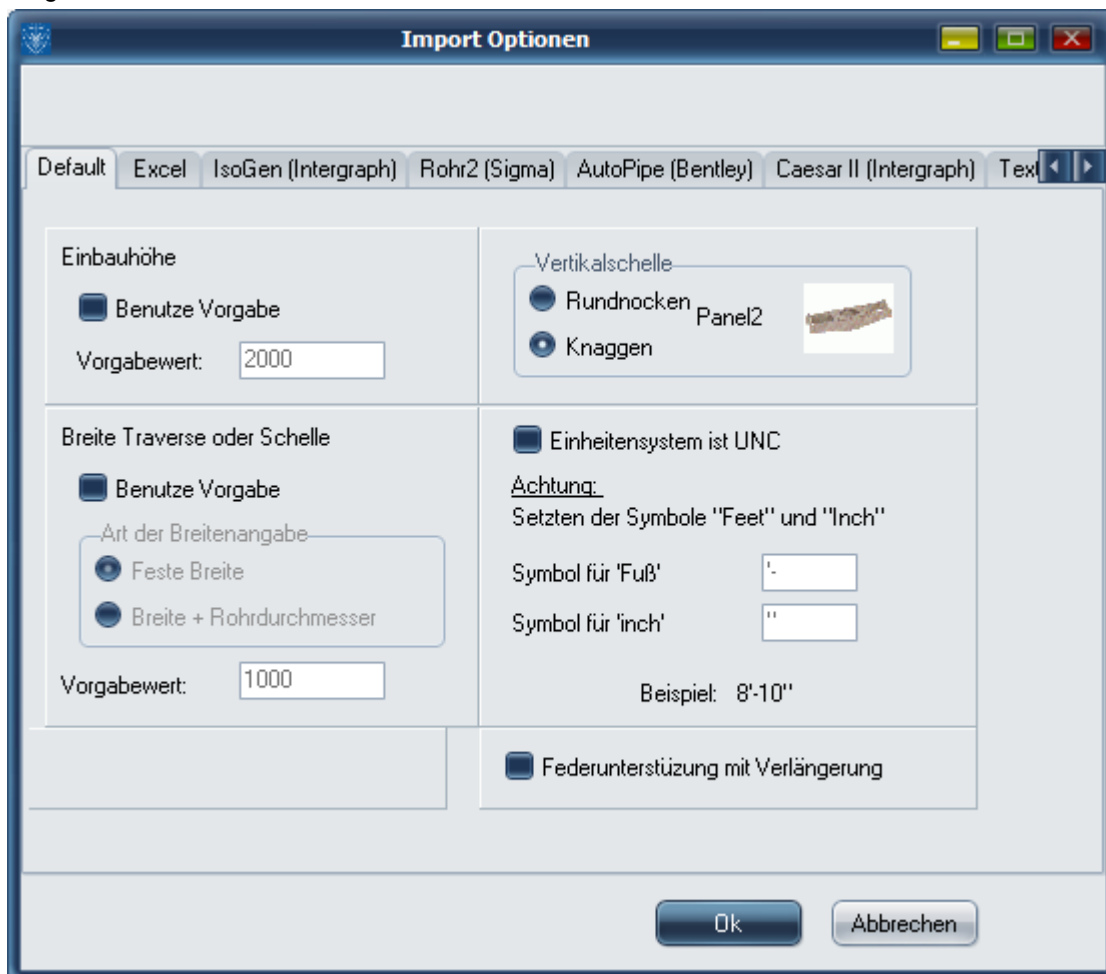 Import Optionen
Default Excel IsoGen (Intergraph) Rohr2 (Sigma) AutoPipe (Bentley) Caesar II (Intergraph)
Einbauhöhe
Benutze Vorgabe
Vorgabewert: 2000
Vertikalschelle
Rundnocken
Panel2
Knaggen
Breite Traverse oder Schelle
Benutze Vorgabe
Art der Breitenangabe
Feste Breite
Breite + Rohrdurchmesser
Vorgabewert: 1000
Einheitensystem ist UNC
Achtung:
Setzten der Symbole "Feet" und "Inch"
Symbol für 'Fuß' '-
Symbol für 'inch' "
Beispiel: 8'-10"
Federunterstüzung mit Verlängerung
Ok Abbrechen